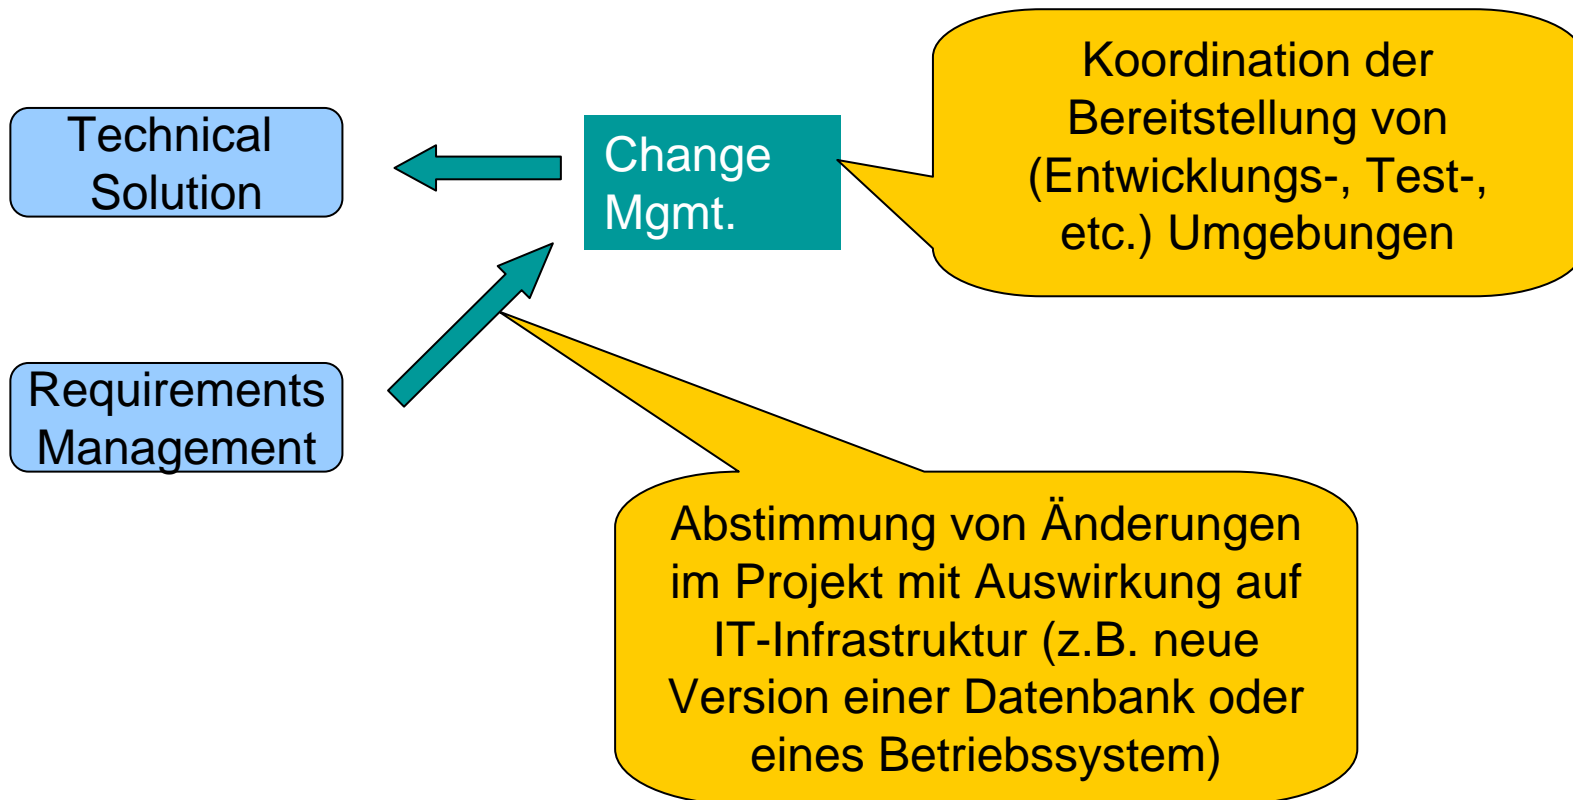 Technical
Solution
Change
Mgmt.
Koordination der
Bereitstellung von
(Entwicklungs-, Test-,
etc.) Umgebungen
Requirements
Management
Abstimmung von Änderungen
im Projekt mit Auswirkung auf
IT-Infrastruktur (z.B. neue
Version einer Datenbank oder
eines Betriebssystem)